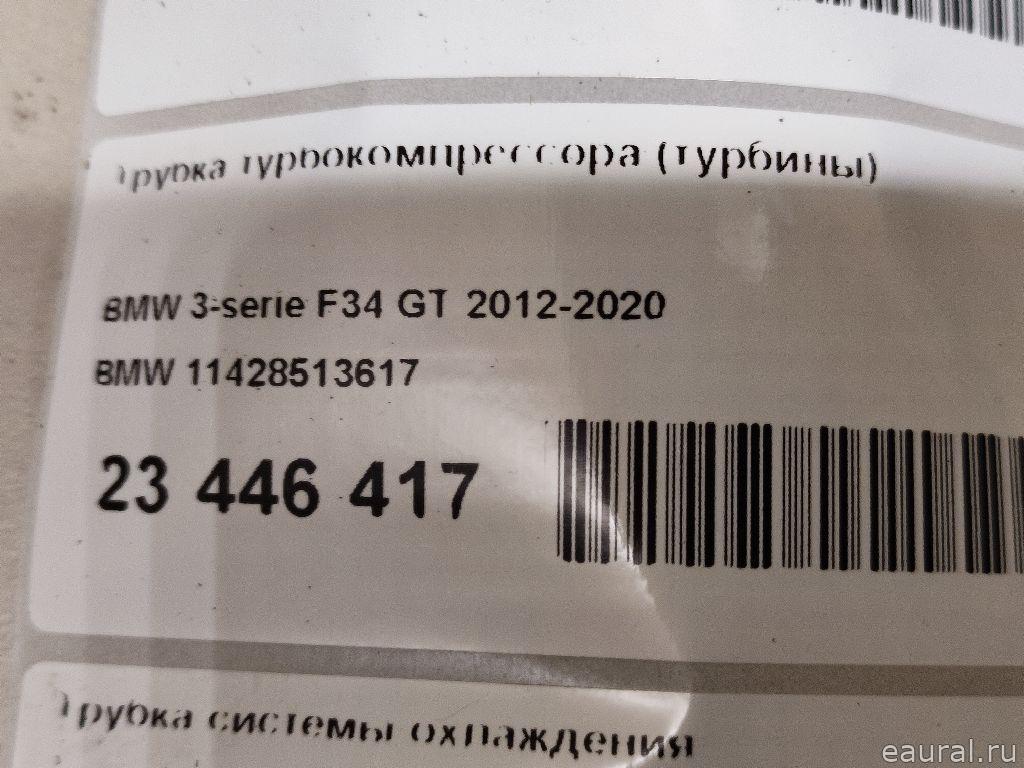 Трубка турбокомпрессора (турбины)
BMW 3-serie F34 GT 2012-2020
BMW 11428513617
23 446 417
Трубка системы охлаждения
eaural.ru